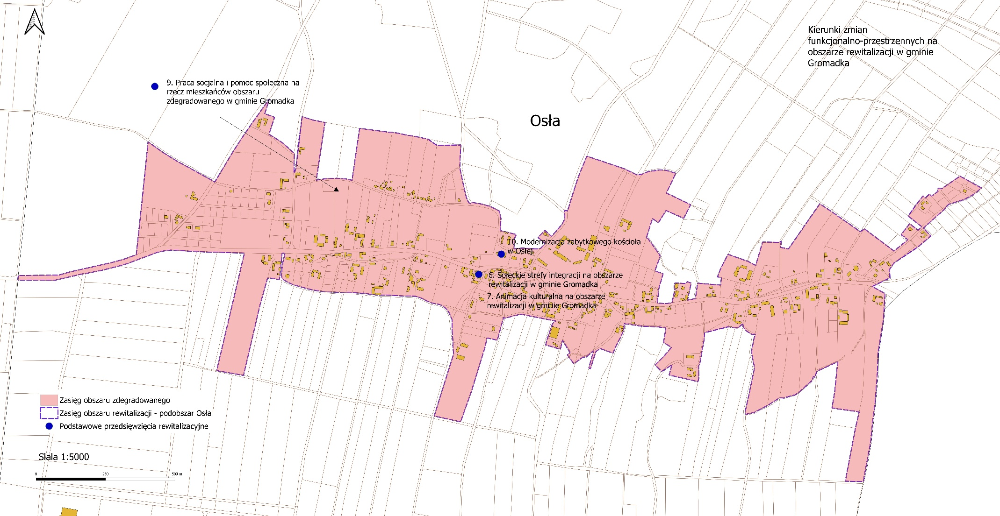 Kierunki zmian
funkcjonalno-przestrzennych na
obszarze rewitalizacji w gminie
Gromadka
9. Praca socjalna i pomoc społeczna na
rzecz mieszkańców obszaru
zdegradowanego w gminie Gromadka
Osła
10. Modernizacja zabytkowego kościoła
w Osłej
6. Sołeckie strefy integracji na obszarze
rewitalizacji w gminie Gromadka
7. Animacja kulturalna na obszarze
rewitalizacji w gminie Gromadka
Zasięg obszaru zdegradowanego
Zasięg obszaru rewitalizacji - podobszar Osła
Podstawowe przedsięwzięcia rewitalizacyjne
Slala 1:5000
0 250 500 m